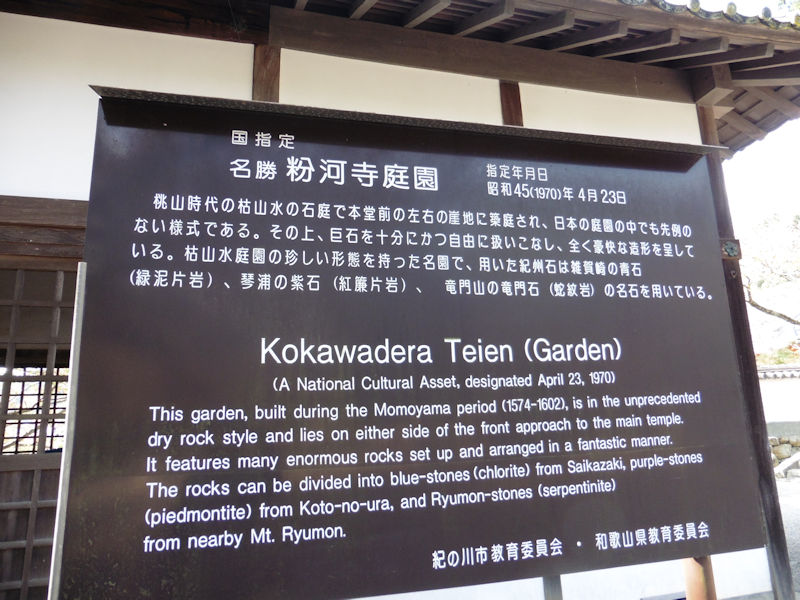 国指定
名勝 粉河寺庭園
指定年月日
昭和45(1970)年 4月23日
桃山時代の枯山水の石庭で本堂前の左右の崖地に築庭され、日本の庭園の中でも先例の
ない様式である。その上、巨石を十分にかつ自由に扱いこなし、全く豪快な造形を呈して
いる。枯山水庭園の珍しい形態を持った名園で、用いた紀州石は雑賀崎の青石
(緑泥片岩)、琴浦の紫石(紅簾片岩)、 竜門山の竜門石(蛇紋岩)の名石を用いている。
Kokawadera Teien (Garden)
(A National Cultural Asset, designated April 23, 1970)
This garden, built during the Momoyama period (1574-1602), is in the unprecedented
dry rock style and lies on either side of the front approach to the main temple.
It features many enormous rocks set up and arranged in a fantastic manner.
The rocks can be divided into blue-stones (chlorite) from Saikazaki, purple-stones
(piedmontite) from Koto-no-ura, and Ryumon-stones (serpentinite)
from nearby Mt. Ryumon.
紀の川市教育委員会 ・ 和歌山県教育委員会